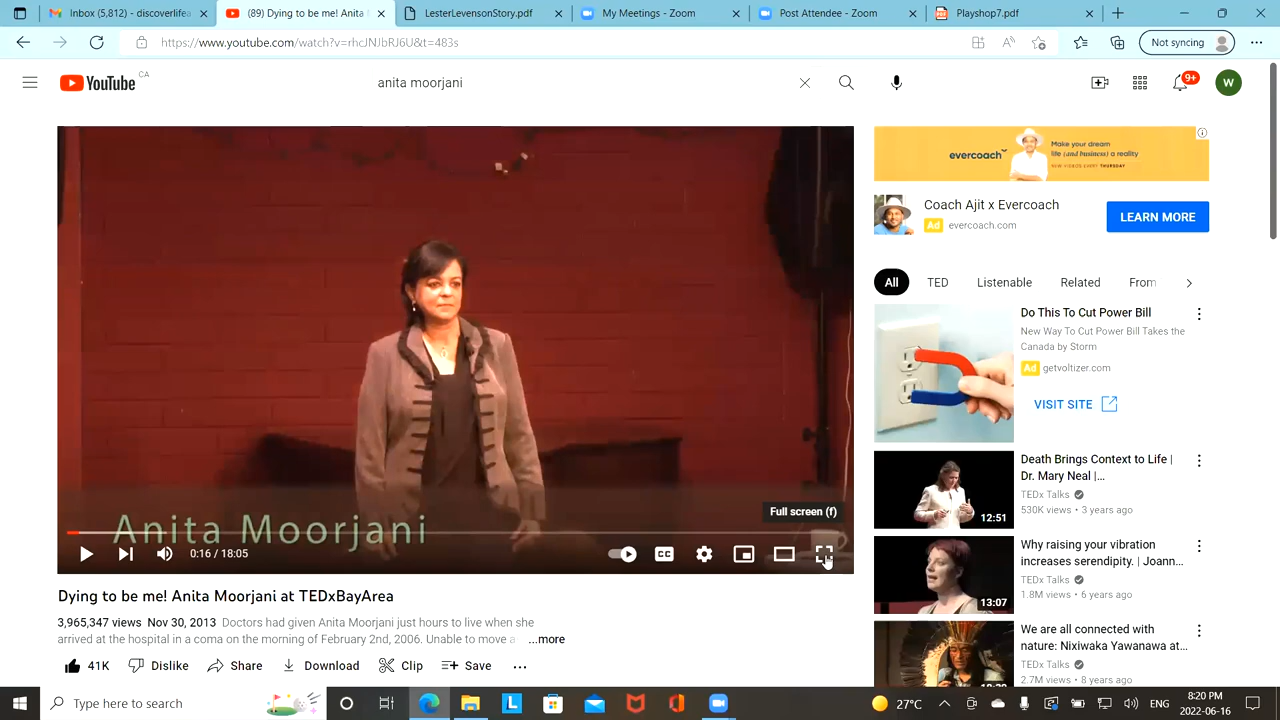 Inbox (5,812) - discoverlifea
(89) Dying to be me! Anita
LesterLevensonStory.pdf
My Meetings - Zoom
Post Attendee - Zoom
Playshop7.pdf
https://www.youtube.com/watch?v=rhcJNJbRJ6U&t=483s
Not syncing
YouTube CA
anita moorjani
9+
W
evercoach
Make your dream
life (and business) a reality
NEW VIDEOS EVERY THURSDAY
Coach Ajit x Evercoach
Ad evercoach.com
LEARN MORE
All TED Listenable Related From
Do This To Cut Power Bill
New Way To Cut Power Bill Takes the
Canada by Storm
Ad getvoltizer.com
VISIT SITE
Death Brings Context to Life |
Dr. Mary Neal |...
TEDx Talks
530K views • 3 years ago
12:51
Why raising your vibration
increases serendipity. | Joann...
TEDx Talks
1.8M views • 6 years ago
13:07
We are all connected with
nature: Nixiwaka Yawanawa at...
TEDx Talks
2.7M views • 8 years ago
Full screen (f)
Anita Moorjani
0:16 / 18:05
CC
Dying to be me! Anita Moorjani at TEDxBayArea
3,965,347 views Nov 30, 2013 Doctors had given Anita Moorjani just hours to live when she
arrived at the hospital in a coma on the morning of February 2nd, 2006. Unable to move a ...more
41K Dislike Share Download Clip Save
Type here to search
L
27°C
ENG
8:20 PM
2022-06-16